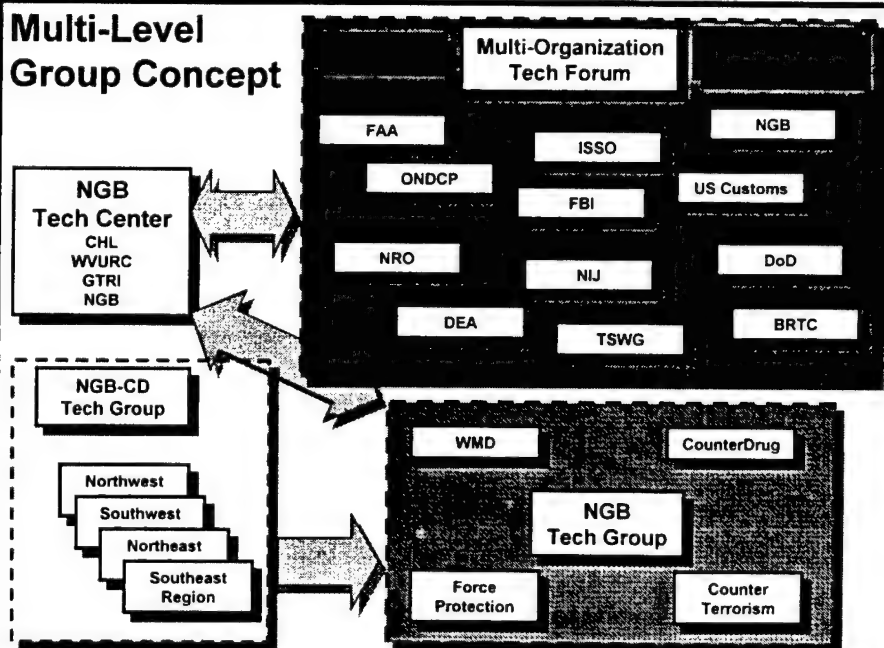 Multi-Level
Group Concept
Multi-Organization
Tech Forum
FAA
ISSO
NGB
ONDCP
FBI
US Customs
NRO
NIJ
DoD
DEA
TSWG
BRTC
NGB
Tech Center
CHL
WVURC
GTRI
NGB
NGB-CD
Tech Group
Northwest
Southwest
Northeast
Southeast
Region
WMD
CounterDrug
NGB
Tech Group
Force
Protection
Counter
Terrorism